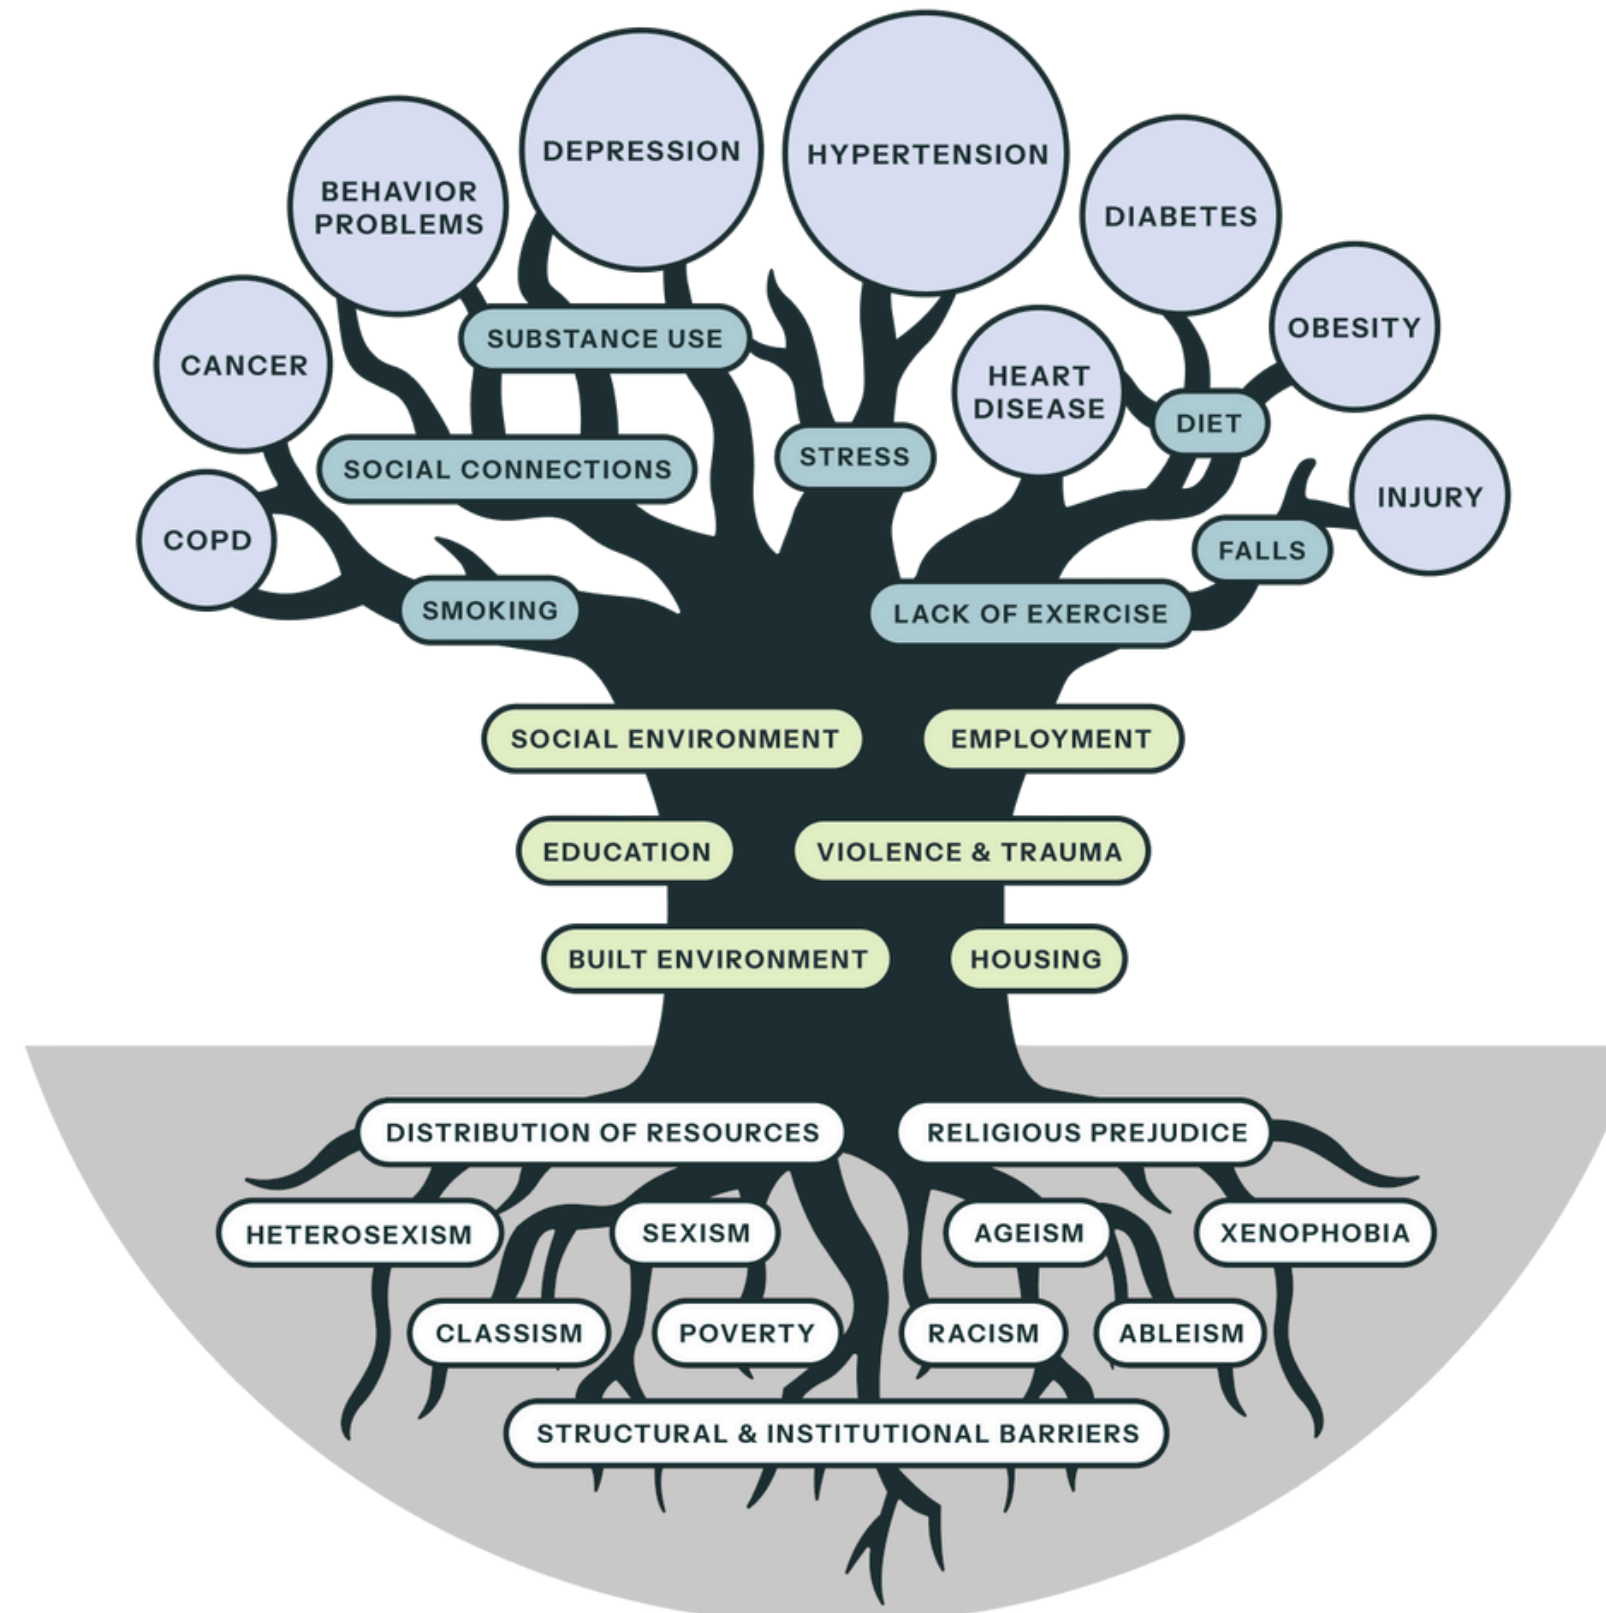 HYPERTENSION
DEPRESSION
BEHAVIOR
PROBLEMS
DIABETES
OBESITY
SUBSTANCE USE
CANCER
HEART
DISEASE
DIET
STRESS
SOCIAL CONNECTIONS
INJURY
COPD
FALLS
SMOKING
LACK OF EXERCISE
SOCIAL ENVIRONMENT
EMPLOYMENT
EDUCATION
VIOLENCE & TRAUMA
BUILT ENVIRONMENT
HOUSING
DISTRIBUTION OF RESOURCES
RELIGIOUS PREJUDICE
HETEROSEXISM
SEXISM
AGEISM
XENOPHOBIA
CLASSISM
POVERTY
RACISM
ABLEISM
STRUCTURAL & INSTITUTIONAL BARRIERS